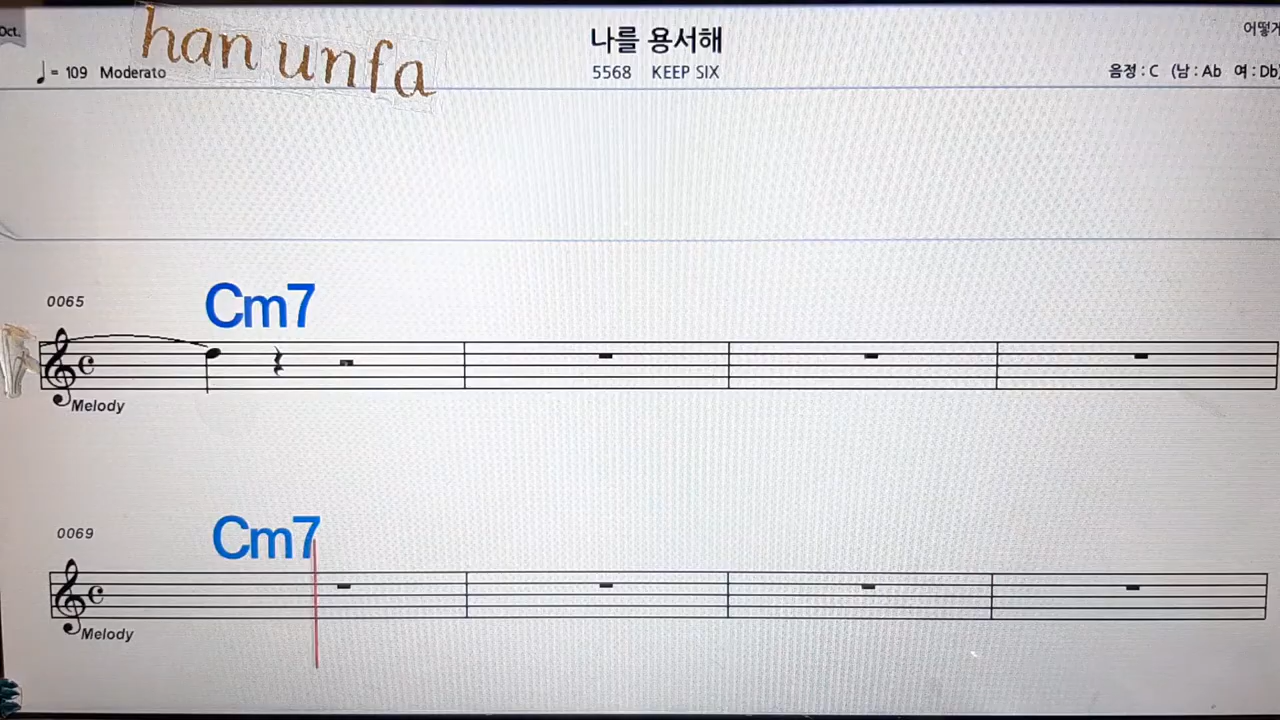 Oct.
han unfa
나를 용서해
어떻게
♩= 109 Moderato
5568 KEEP SIX
음정 : C (남 : Ab 여 : Db)
0065
Cm7
Melody
0069
Cm7
Melody